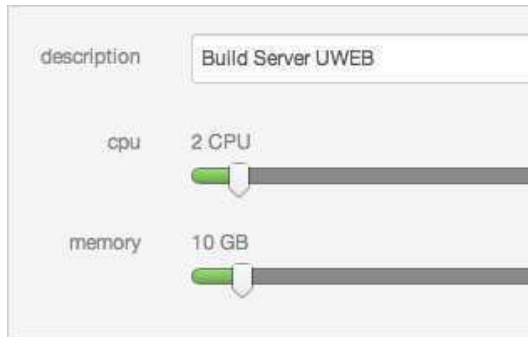 description
Build Server UWEB
cpu
2 CPU
memory
10 GB